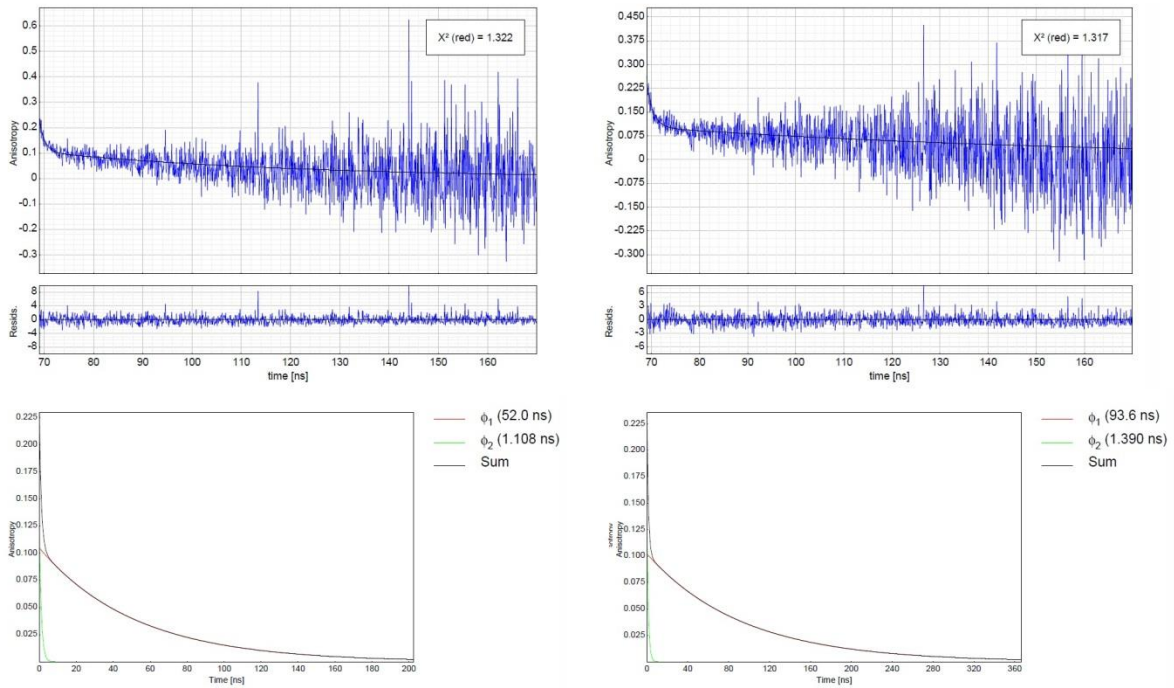 X² (red) = 1.322
0.6
0.5
0.4
0.3
0.2
0.1
0
-0.1
-0.2
-0.3
Anisotropy
8
4
0
-4
-8
Resids.
70 80 90 100 110 120 130 140 150 160
time [ns]
X² (red) = 1.317
0.450
0.375
0.300
0.225
0.150
0.075
0
-0.075
-0.150
-0.225
-0.300
Anisotropy
6
3
0
-3
-6
Resids.
70 80 90 100 110 120 130 140 150 160
time [ns]
0.225
0.200
0.175
0.150
0.125
0.100
0.075
0.050
0.025
Anisotropy
0 20 40 60 80 100 120 140 160 180 200
Time [ns]
ϕ₁ (52.0 ns)
ϕ₂ (1.108 ns)
Sum
0.225
0.200
0.175
0.150
0.125
0.100
0.075
0.050
0.025
Anisotropy
0 40 80 120 160 200 240 280 320 360
Time [ns]
ϕ₁ (93.6 ns)
ϕ₂ (1.390 ns)
Sum